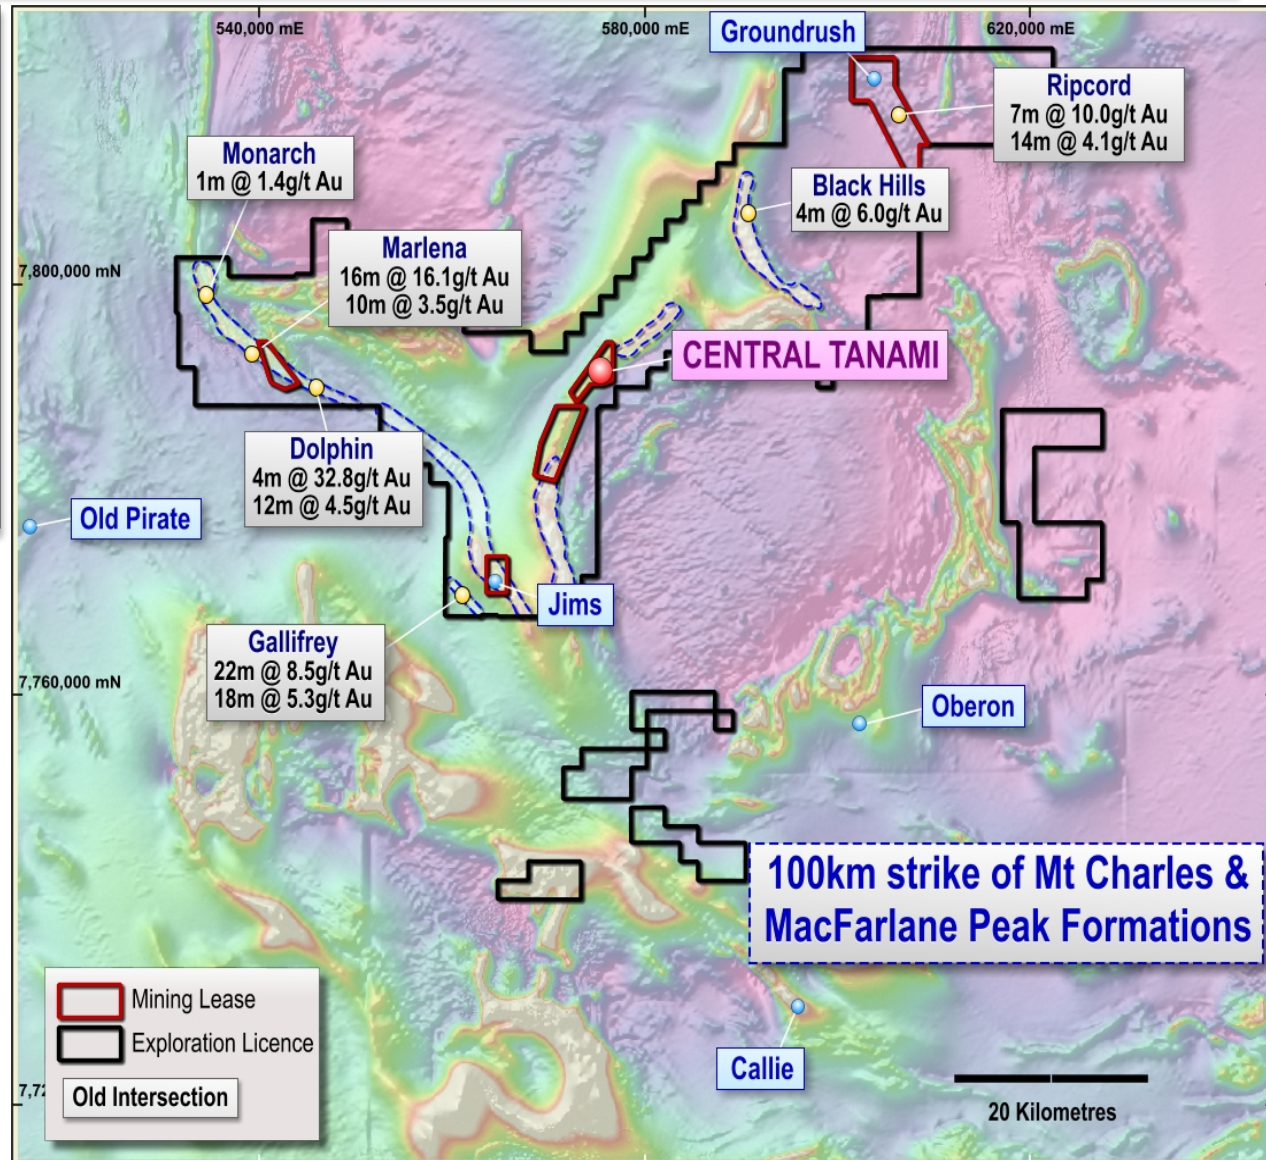 540,000 mE
580,000 mE
620,000 mE
Groundrush
Ripcord
7m @ 10.0g/t Au
14m @ 4.1g/t Au
Monarch
1m @ 1.4g/t Au
Black Hills
4m @ 6.0g/t Au
Marlena
16m @ 16.1g/t Au
10m @ 3.5g/t Au
7,800,000 mN
CENTRAL TANAMI
Dolphin
4m @ 32.8g/t Au
12m @ 4.5g/t Au
Old Pirate
Jims
Gallifrey
22m @ 8.5g/t Au
18m @ 5.3g/t Au
7,760,000 mN
Oberon
100km strike of Mt Charles &
MacFarlane Peak Formations
Mining Lease
Exploration Licence
Old Intersection
Callie
20 Kilometres